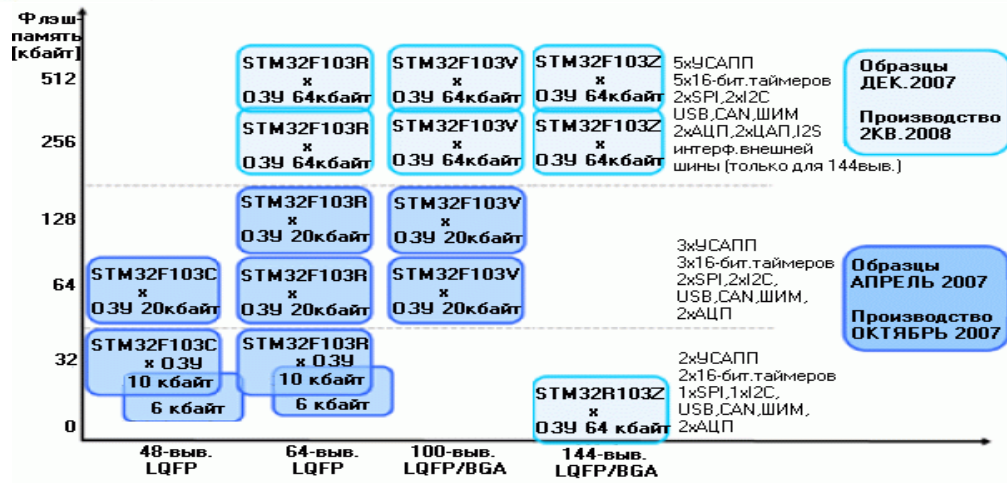 Флэш-
память
[кбайт]
512
256
128
64
32
0
STM32F103R
x
ОЗУ 64кбайт
STM32F103V
x
ОЗУ 64кбайт
STM32F103Z
x
ОЗУ 64кбайт
STM32F103R
x
ОЗУ 64кбайт
STM32F103V
x
ОЗУ 64кбайт
STM32F103Z
x
ОЗУ 64кбайт
5xУСАПП
5x16-бит.таймеров
2xSPI,2xI2C
USB,CAN,ШИМ
2xАЦП,2xЦАП,I2S
интерф.внешней
шины (только для 144выв.)
Образцы
ДЕК.2007
Производство
2КВ.2008
STM32F103R
x
ОЗУ 20кбайт
STM32F103V
x
ОЗУ 20кбайт
STM32F103C
x
ОЗУ 20кбайт
STM32F103R
x
ОЗУ 20кбайт
STM32F103V
x
ОЗУ 20кбайт
3xУСАПП
3x16-бит.таймеров
2xSPI,2xI2C,
USB,CAN,ШИМ,
2xАЦП
Образцы
АПРЕЛЬ 2007
Производство
ОКТЯБРЬ 2007
STM32F103C
x ОЗУ
10 кбайт
6 кбайт
STM32F103R
x ОЗУ
10 кбайт
6 кбайт
STM32R103Z
x
ОЗУ 64 кбайт
2xУСАПП
2x16-бит.таймеров
1xSPI,1xI2C,
USB,CAN,ШИМ,
2xАЦП
48-выв.
LQFP
64-выв.
LQFP
100-выв.
LQFP/BGA
144-выв.
LQFP/BGA